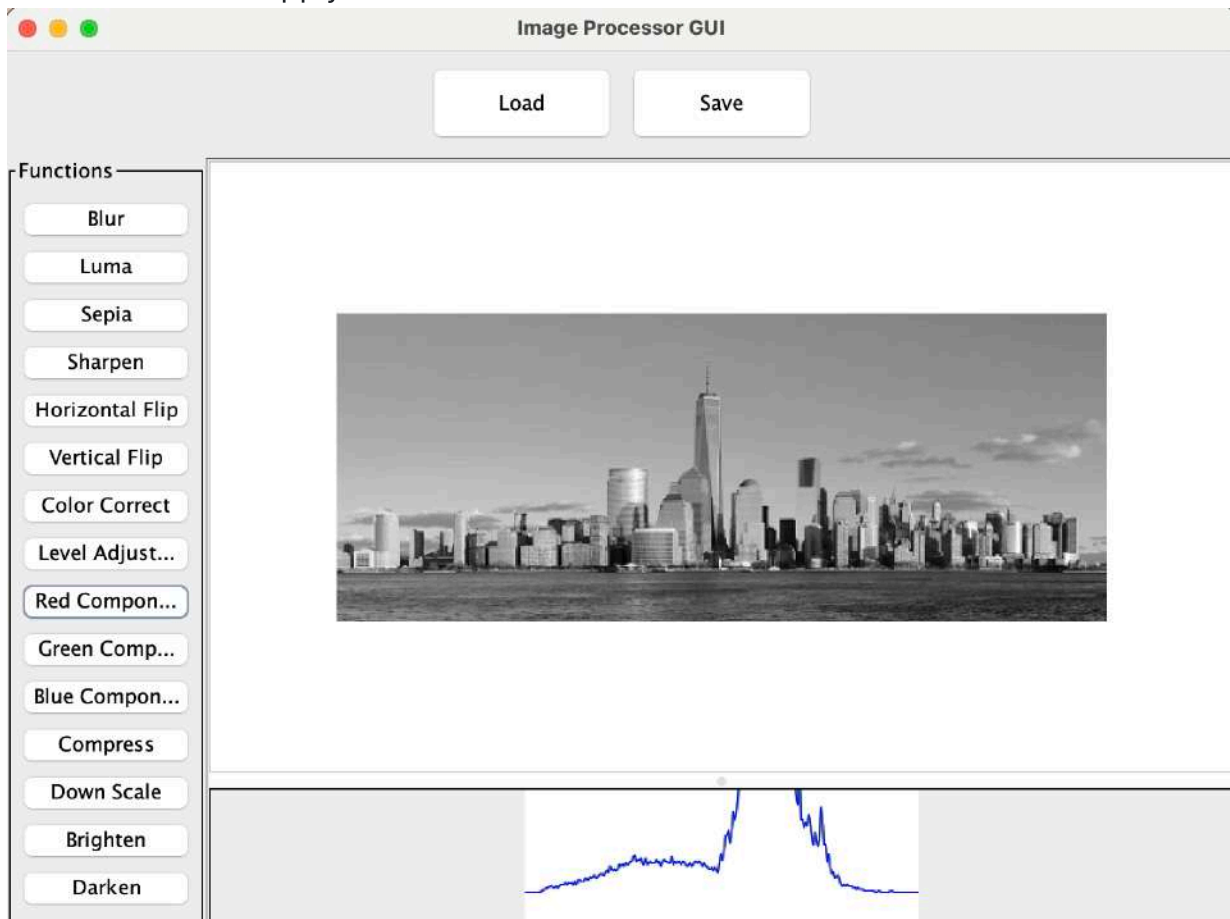 Image Processor GUI
Load Save
Functions
Blur
Luma
Sepia
Sharpen
Horizontal Flip
Vertical Flip
Color Correct
Level Adjust...
Red Compon...
Green Comp...
Blue Compon...
Compress
Down Scale
Brighten
Darken